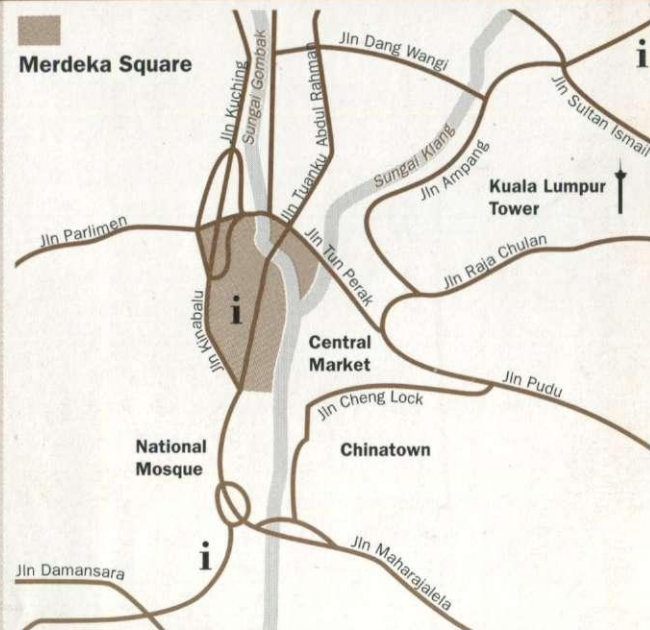 Merdeka Square
Jln Kuching
Sungai Gombak
Jln Tuanku Abdul Rahman
Jln Dang Wangi
i
Jln Sultan Ismail
Sungai Klang
Jln Ampang
Kuala Lumpur
Tower
Jln Parlimen
Jln Tun Perak
Jln Raja Chulan
i
Jln Kinabalu
Central
Market
Jln Pudu
Jln Cheng Lock
National
Mosque
Chinatown
i
Jln Damansara
Jln Maharajalela